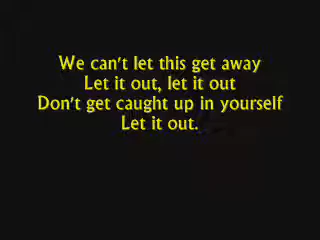 We can't let this get away
Let it out, let it out
Don't get caught up in yourself
Let it out.